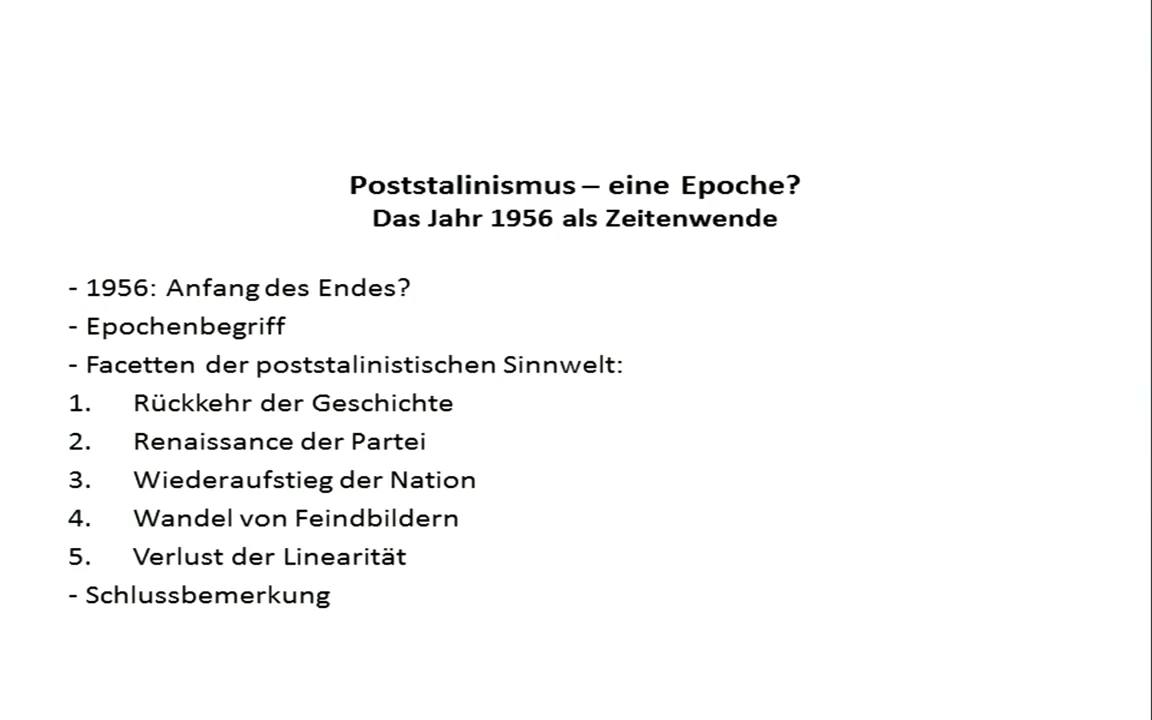 Poststalinismus – eine Epoche?
Das Jahr 1956 als Zeitenwende
- 1956: Anfang des Endes?
- Epochenbegriff
- Facetten der poststalinistischen Sinnwelt:
1. Rückkehr der Geschichte
2. Renaissance der Partei
3. Wiederaufstieg der Nation
4. Wandel von Feindbildern
5. Verlust der Linearität
- Schlussbemerkung